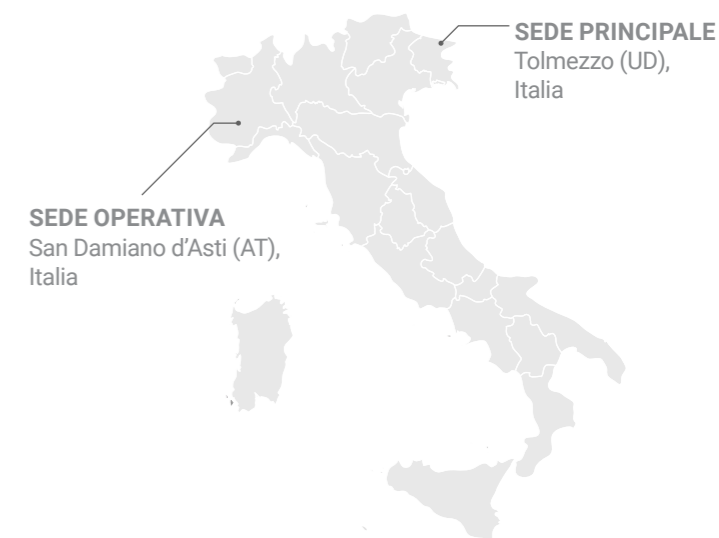 SEDE PRINCIPALE
Tolmezzo (UD),
Italia
SEDE OPERATIVA
San Damiano d’Asti (AT),
Italia